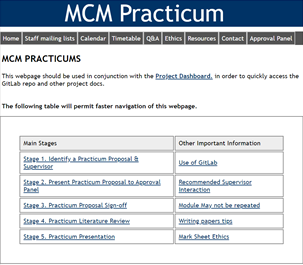 MCM Practicum
Home Staff mailing lists Calendar Timetable Q&A Ethics Resources Contact Approval Panel
MCM PRACTICUMS
This webpage should be used in conjunction with the Project Dashboard, in order to quickly access the
GitLab repo and other project docs.
The following table will permit faster navigation of this webpage.
Main Stages Other Important Information
Stage 1. Identify a Practicum Proposal &
Supervisor
Use of GitLab
Stage 2. Present Practicum Proposal to Approval
Panel
Recommended Supervisor
Interaction
Stage 3. Practicum Proposal Sign-off Module May not be repeated
Stage 4. Practicum Literature Review Writing papers tips
Stage 5. Practicum Presentation Mark Sheet Ethics